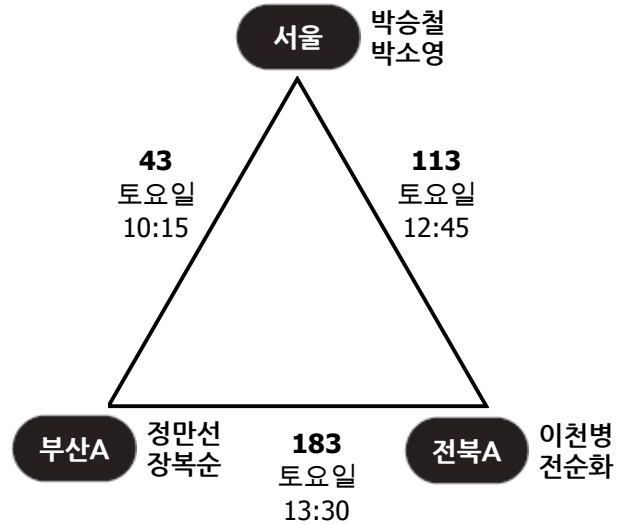 서울
박승철
박소영
43
토요일
10:15
113
토요일
12:45
부산A
정만선
장복순
183
토요일
13:30
전북A
이천병
전순화